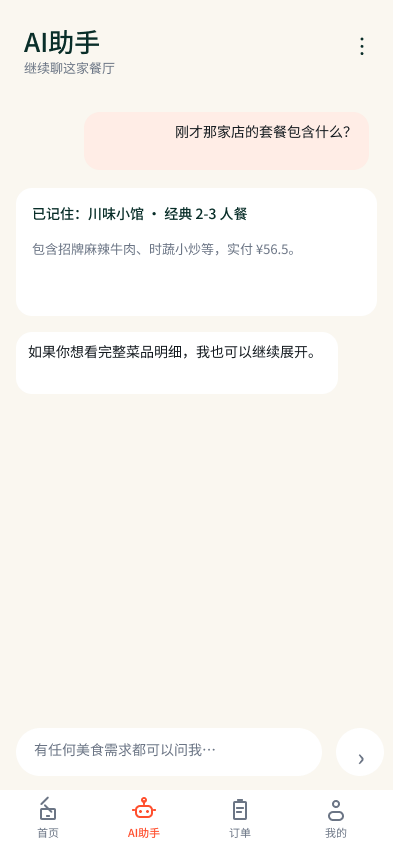 AI助手
继续聊这家餐厅
刚才那家店的套餐包含什么？
已记住：川味小馆 · 经典 2-3 人餐
包含招牌麻辣牛肉、时蔬小炒等，实付 ¥56.5。
如果你想看完整菜品明细，我也可以继续展开。
有任何美食需求都可以问我…
首页
AI助手
订单
我的